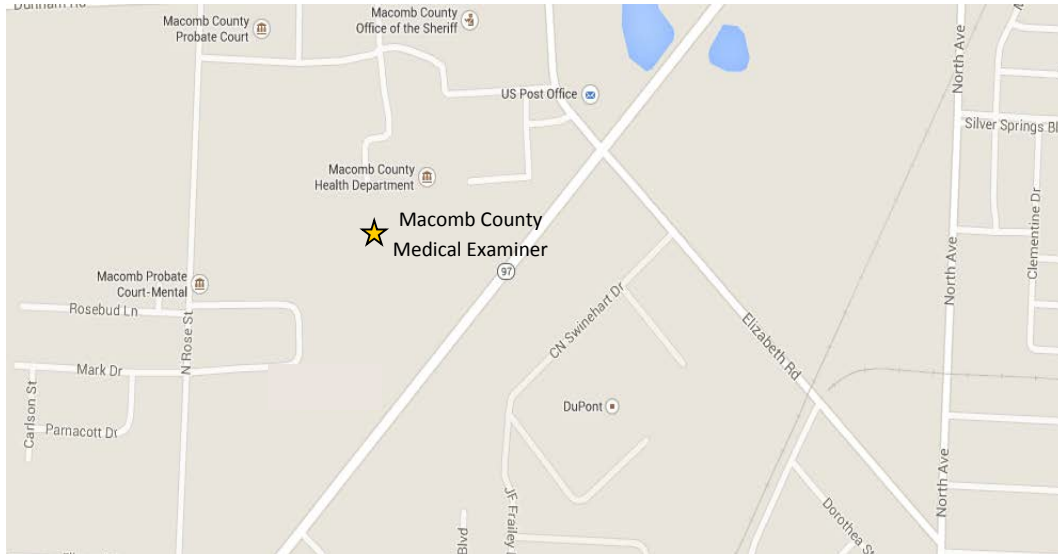 Dunham Rd
Macomb County
Probate Court
Macomb County
Office of the Sheriff
North Ave
US Post Office
Silver Springs Bl
Macomb County
Health Department
Clementine Dr
Macomb County
Medical Examiner
97
North Ave
Macomb Probate
Court-Mental
Rosebud Ln
CN Swinehart Dr
Elizabeth Rd
N Rose St
Mark Dr
Carlson St
DuPont
Parnacott Dr
North Ave
JF Frailey
Dorothea St
Blvd